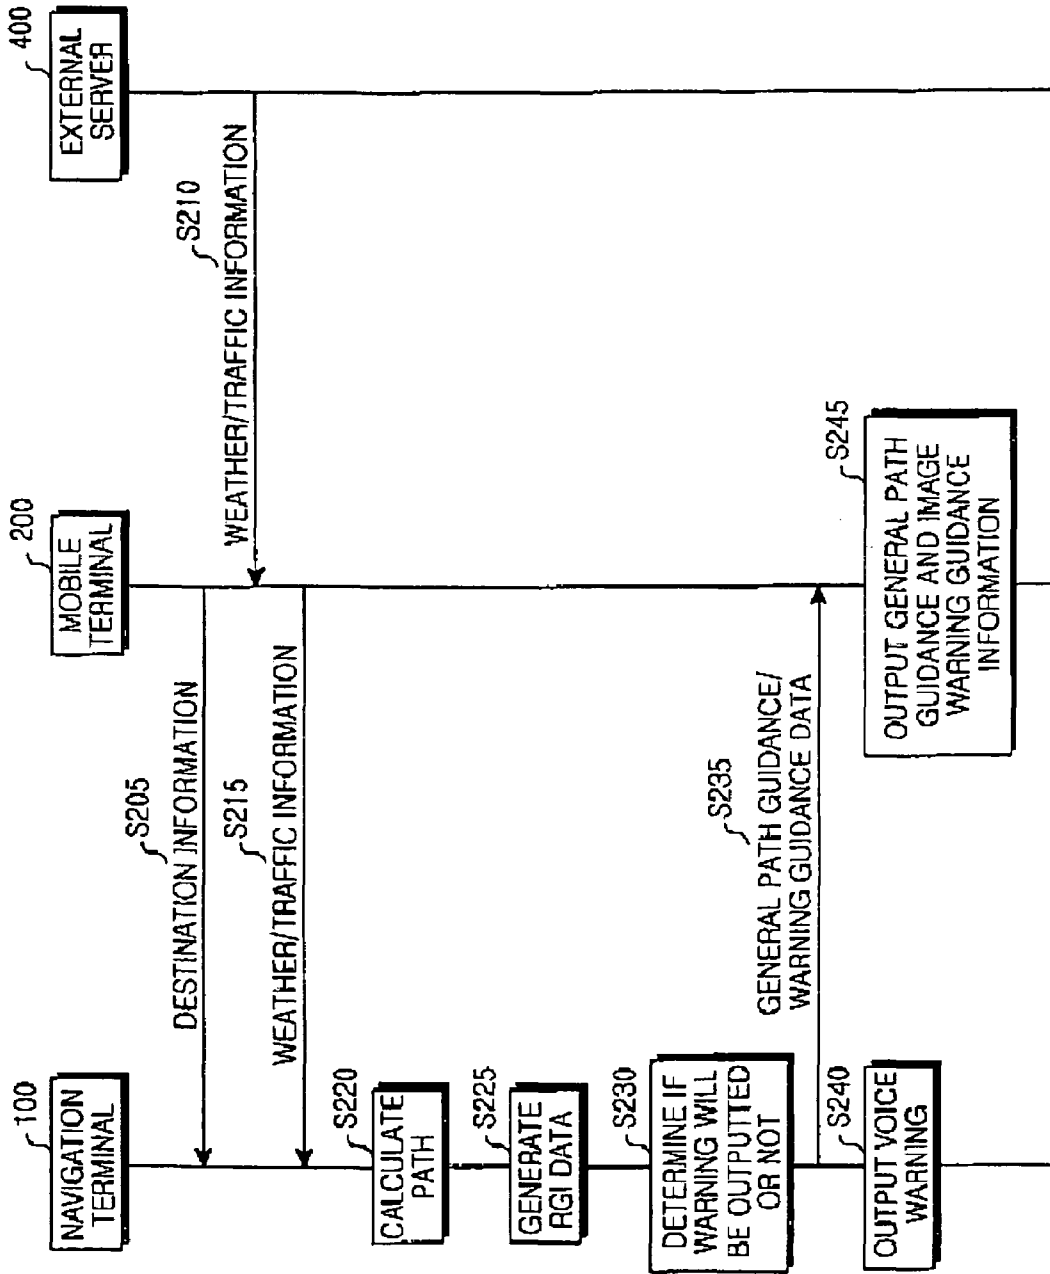 100
NAVIGATION
TERMINAL
200
MOBILE
TERMINAL
400
EXTERNAL
SERVER
S205
DESTINATION INFORMATION
S210
WEATHER/TRAFFIC INFORMATION
S215
WEATHER/TRAFFIC INFORMATION
S220
CALCULATE
PATH
S225
GENERATE
RGI DATA
S230
DETERMINE IF
WARNING WILL
BE OUTPUTTED
OR NOT
S235
GENERAL PATH GUIDANCE/
WARNING GUIDANCE DATA
S240
OUTPUT VOICE
WARNING
S245
OUTPUT GENERAL PATH
GUIDANCE AND IMAGE
WARNING GUIDANCE
INFORMATION